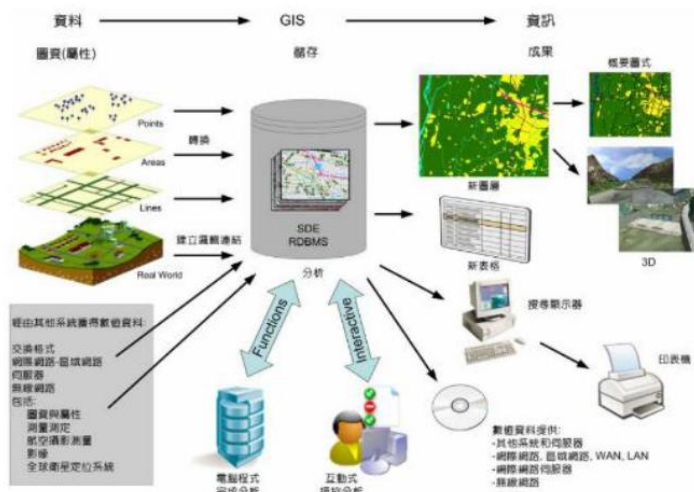 資料 GIS 資訊
圖資(屬性) 儲存 成果
概要圖式
Points
轉換
Areas
Lines
新圖層
SDE
RDBMS
建立邏輯連結
Real World
分析
新表格
3D
經由其他系統獲得數值資料:
交換格式
網際網路-區域網路
伺服器
無線網路
包括:
圖資與屬性
測量測定
航空攝影測量
影像
全球衛星定位系統
Functions
Interactive
搜尋顯示器
印表機
電腦程式
互動式
數值資料提供:
-其他系統和伺服器
-網際網路, 區域網路, WAN, LAN
-網際網路伺服器
-無線網路